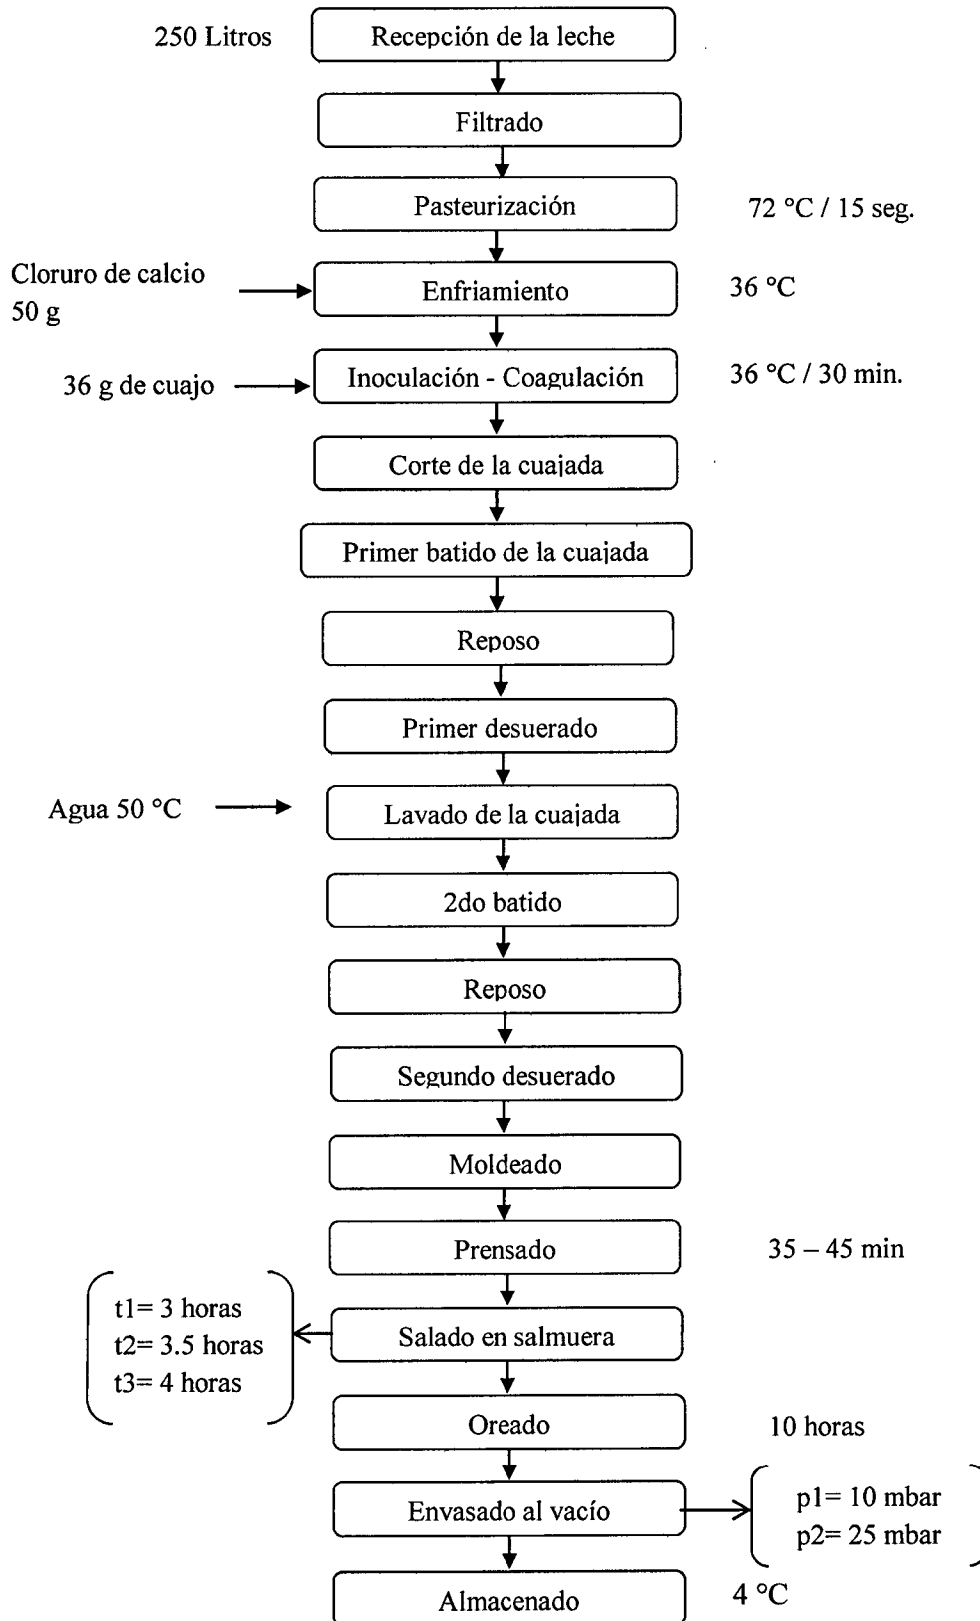 250 Litros
Recepción de la leche
Filtrado
Pasteurización
72 °C / 15 seg.
Cloruro de calcio
50 g
Enfriamiento
36 °C
36 g de cuajo
Inoculación - Coagulación
36 °C / 30 min.
Corte de la cuajada
Primer batido de la cuajada
Reposo
Primer desuerado
Agua 50 °C
Lavado de la cuajada
2do batido
Reposo
Segundo desuerado
Moldeado
Prensado
35 – 45 min
t1= 3 horas
t2= 3.5 horas
t3= 4 horas
Salado en salmuera
Oreado
10 horas
Envasado al vacío
p1= 10 mbar
p2= 25 mbar
Almacenado
4 °C